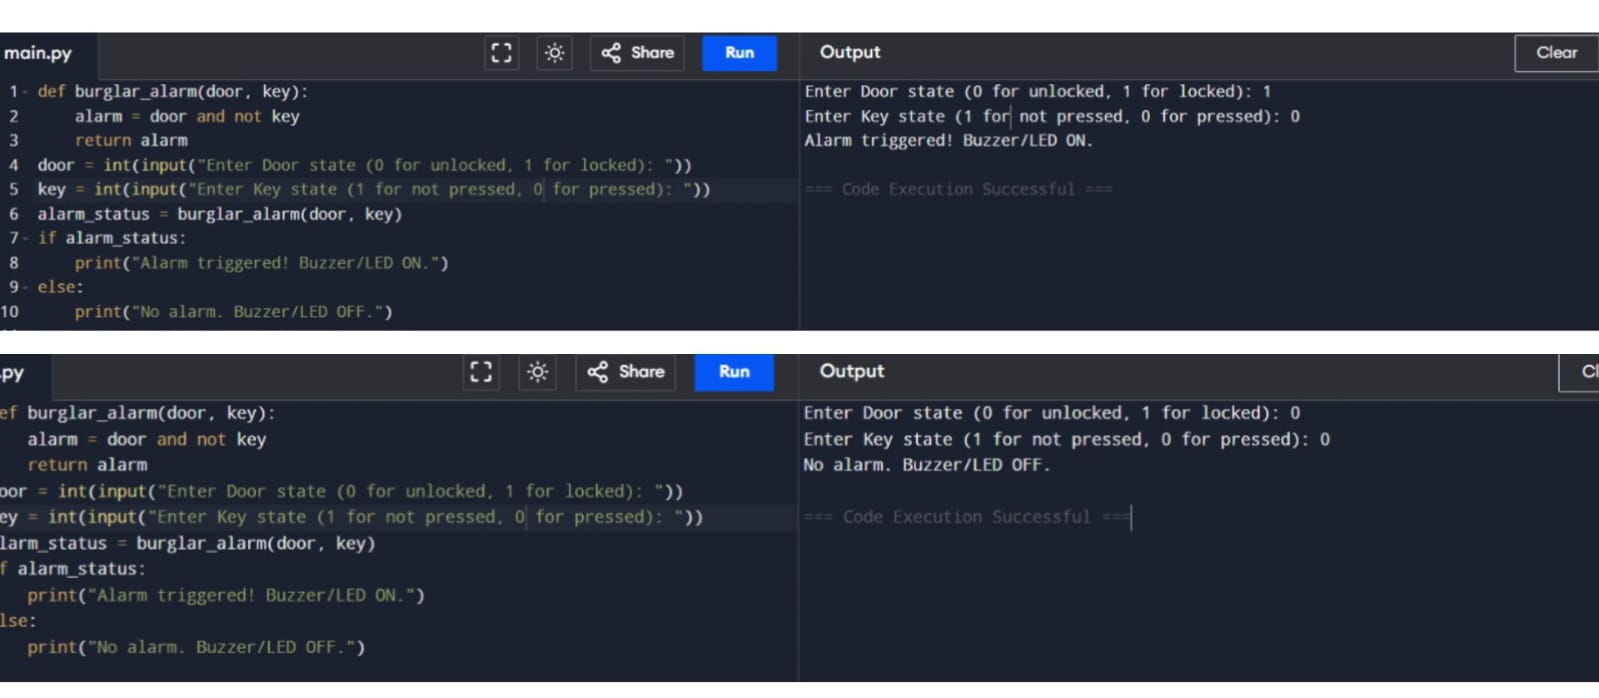 main.py Share Run Output Clear
1 def burglar_alarm(door, key):
2 alarm = door and not key
3 return alarm
4 door = int(input("Enter Door state (0 for unlocked, 1 for locked): "))
5 key = int(input("Enter Key state (1 for not pressed, 0 for pressed): "))
6 alarm_status = burglar_alarm(door, key)
7 if alarm_status:
8 print("Alarm triggered! Buzzer/LED ON.")
9 else:
10 print("No alarm. Buzzer/LED OFF.")
Enter Door state (0 for unlocked, 1 for locked): 1
Enter Key state (1 for not pressed, 0 for pressed): 0
Alarm triggered! Buzzer/LED ON.
=== Code Execution Successful ===
.py Share Run Output Cl
ef burglar_alarm(door, key):
alarm = door and not key
return alarm
oor = int(input("Enter Door state (0 for unlocked, 1 for locked): "))
ey = int(input("Enter Key state (1 for not pressed, 0 for pressed): "))
larm_status = burglar_alarm(door, key)
f alarm_status:
print("Alarm triggered! Buzzer/LED ON.")
lse:
print("No alarm. Buzzer/LED OFF.")
Enter Door state (0 for unlocked, 1 for locked): 0
Enter Key state (1 for not pressed, 0 for pressed): 0
No alarm. Buzzer/LED OFF.
=== Code Execution Successful ===